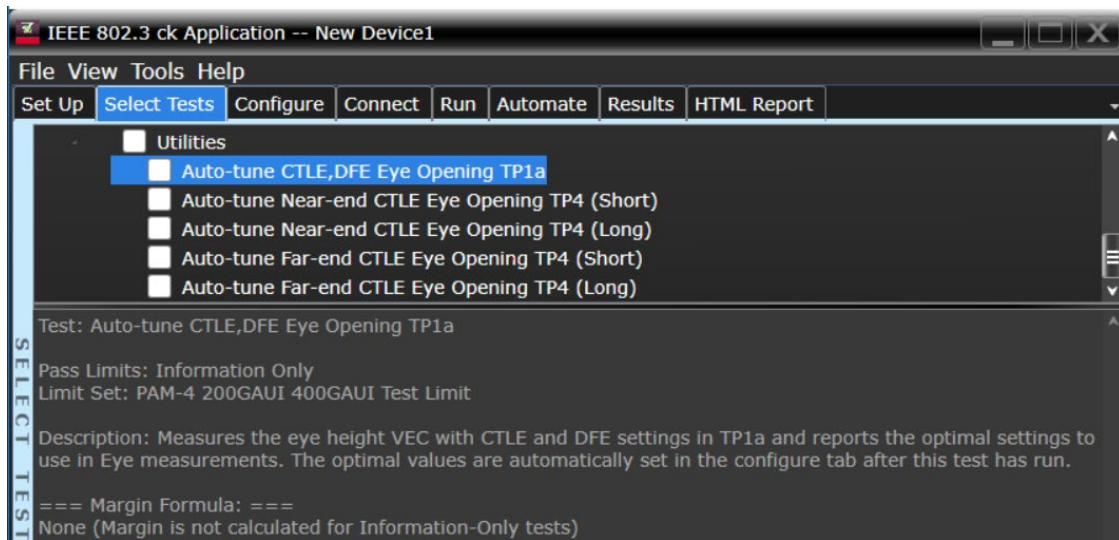 IEEE 802.3 ck Application -- New Device1
File View Tools Help
Set Up Select Tests Configure Connect Run Automate Results HTML Report
Utilities
Auto-tune CTLE,DFE Eye Opening TP1a
Auto-tune Near-end CTLE Eye Opening TP4 (Short)
Auto-tune Near-end CTLE Eye Opening TP4 (Long)
Auto-tune Far-end CTLE Eye Opening TP4 (Short)
Auto-tune Far-end CTLE Eye Opening TP4 (Long)
SELECT TEST
Test: Auto-tune CTLE,DFE Eye Opening TP1a
Pass Limits: Information Only
Limit Set: PAM-4 200GAUI 400GAUI Test Limit
Description: Measures the eye height VEC with CTLE and DFE settings in TP1a and reports the optimal settings to
use in Eye measurements. The optimal values are automatically set in the configure tab after this test has run.
=== Margin Formula: ===
None (Margin is not calculated for Information-Only tests)